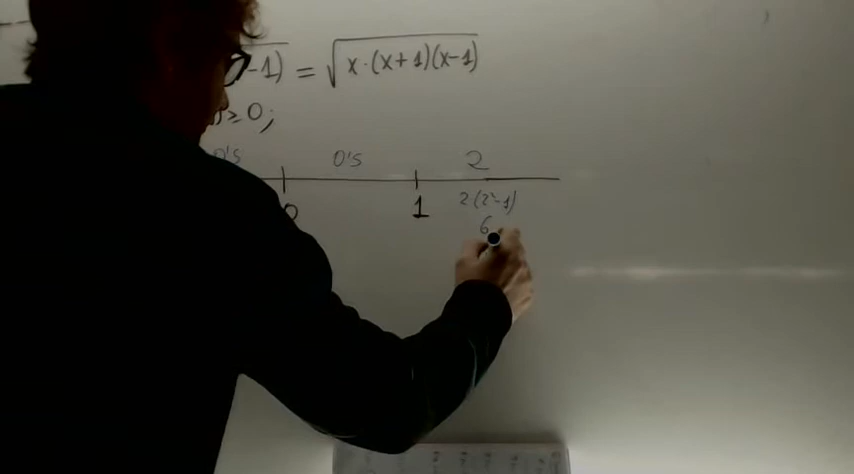 -1) = √x·(x+1)(x-1)
) ≥ 0;
0's 0's 2
0 1 2(2²-1)
6